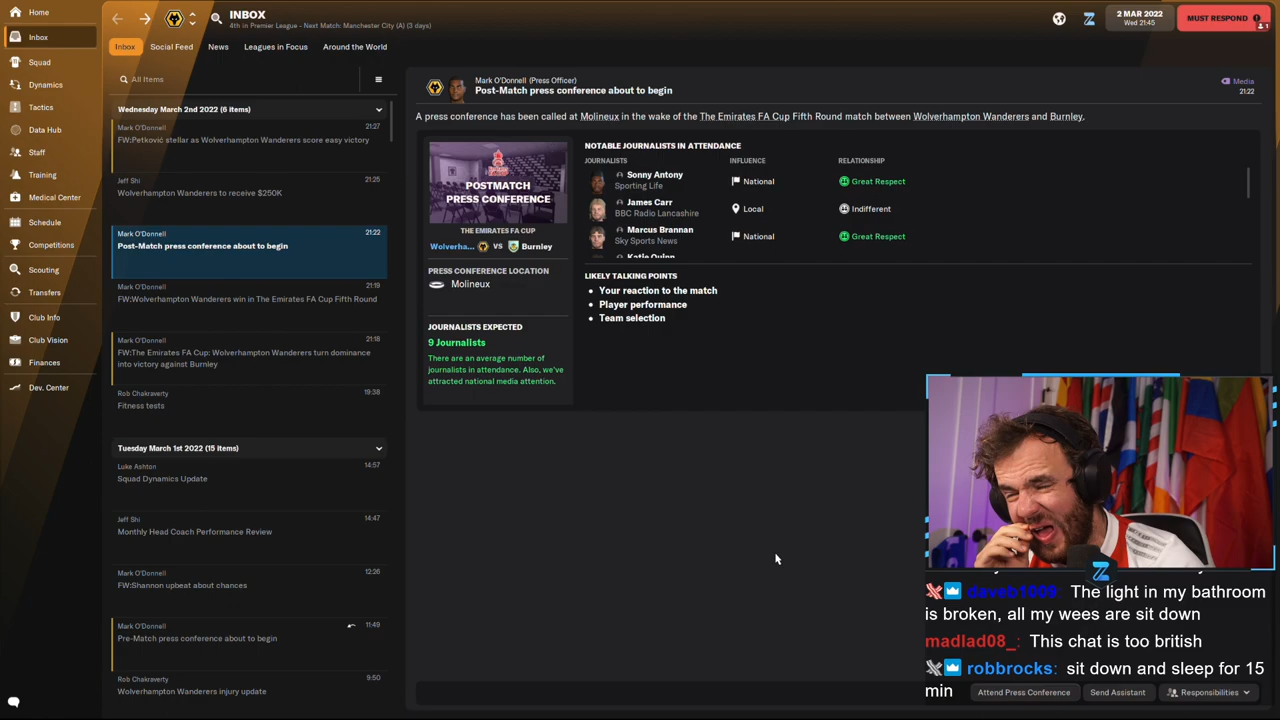 Home
Inbox
Squad
Dynamics
Tactics
Data Hub
Staff
Training
Medical Center
Schedule
Competitions
Scouting
Transfers
Club Info
Club Vision
Finances
Dev. Center
INBOX
4th in Premier League - Next Match: Manchester City (A) (3 days)
2 MAR 2022
Wed 21:45
MUST RESPOND
1
Inbox
Social Feed
News
Leagues in Focus
Around the World
All Items
Wednesday March 2nd 2022 (6 Items)
Mark O'Donnell 21:27
FW:Petković stellar as Wolverhampton Wanderers score easy victory
Jeff Shi 21:25
Wolverhampton Wanderers to receive $250K
Mark O'Donnell 21:22
Post-Match press conference about to begin
Mark O'Donnell 21:19
FW:Wolverhampton Wanderers win in The Emirates FA Cup Fifth Round
Mark O'Donnell 21:18
FW:The Emirates FA Cup: Wolverhampton Wanderers turn dominance
into victory against Burnley
Rob Chakraverty 19:38
Fitness tests
Tuesday March 1st 2022 (15 Items)
Luke Ashton 14:57
Squad Dynamics Update
Jeff Shi 14:47
Monthly Head Coach Performance Review
Mark O'Donnell 12:26
FW:Shannon upbeat about chances
Mark O'Donnell 11:49
Pre-Match press conference about to begin
Rob Chakraverty 9:50
Wolverhampton Wanderers injury update
Mark O'Donnell (Press Officer)
Post-Match press conference about to begin
Media
21:22
A press conference has been called at Molineux in the wake of the The Emirates FA Cup Fifth Round match between Wolverhampton Wanderers and Burnley.
POSTMATCH
PRESS CONFERENCE
THE EMIRATES FA CUP
Wolverha... VS Burnley
PRESS CONFERENCE LOCATION
Molineux
JOURNALISTS EXPECTED
9 Journalists
There are an average number of
journalists in attendance. Also, we've
attracted national media attention.
NOTABLE JOURNALISTS IN ATTENDANCE
JOURNALISTS INFLUENCE RELATIONSHIP
Sonny Antony
Sporting Life
National
Great Respect
James Carr
BBC Radio Lancashire
Local
Indifferent
Marcus Brannan
Sky Sports News
National
Great Respect
Katie Quinn
LIKELY TALKING POINTS
• Your reaction to the match
• Player performance
• Team selection
daveb1009: The light in my bathroom
is broken, all my wees are sit down
madlad08_: This chat is too british
robbrocks: sit down and sleep for 15
min
Attend Press Conference
Send Assistant
Responsibilities